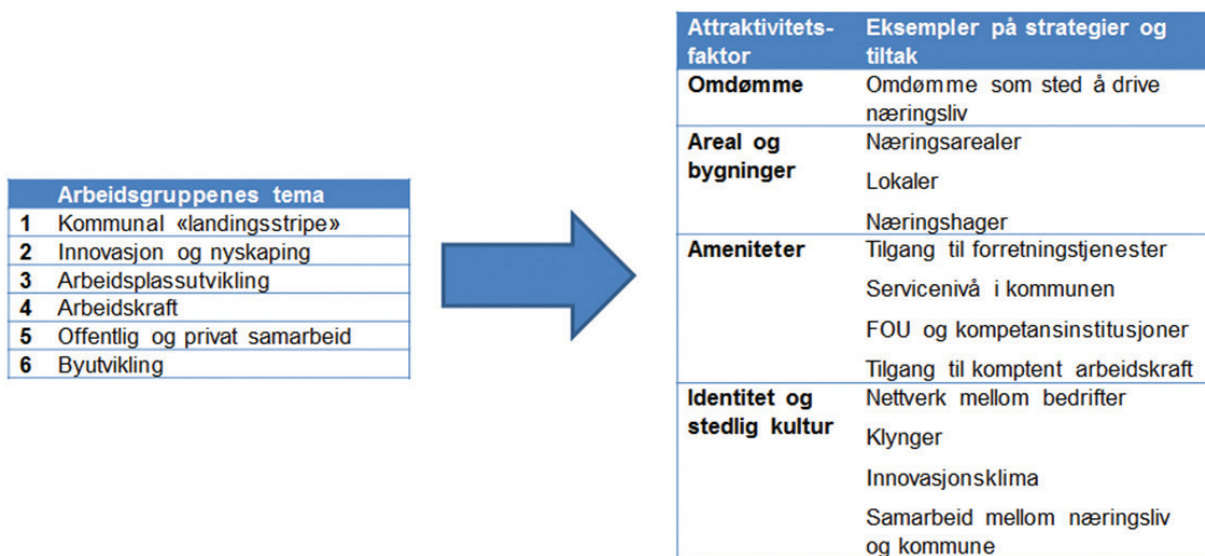 Arbeidsgruppenes tema
1 Kommunal «landingsstripe»
2 Innovasjon og nyskaping
3 Arbeidsplassutvikling
4 Arbeidskraft
5 Offentlig og privat samarbeid
6 Byutvikling
Attraktivitets- Eksempler på strategier og
faktor tiltak
Omdømme Omdømme som sted å drive
næringsliv
Areal og Næringsarealer
bygninger
Lokaler
Næringshager
Ameniteter Tilgang til forretningstjenester
Servicenivå i kommunen
FOU og kompetansinstitusjoner
Tilgang til komptent arbeidskraft
Identitet og Nettverk mellom bedrifter
stedlig kultur
Klynger
Innovasjonsklima
Samarbeid mellom næringsliv
og kommune